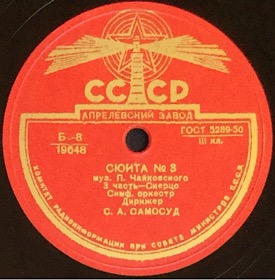 СССР
АПРЕЛЕВСКИЙ ЗАВОД
Б.-8
19648
ГОСТ 5289-50
III кл.
СЮИТА № 3
муз. П. Чайковского
3 часть—Скерцо
Симф. оркестр
Дирижер
С. А. САМОСУД
КОМИТЕТ РАДИОИНФОРМАЦИИ ПРИ СОВЕТЕ МИНИСТРОВ СССР